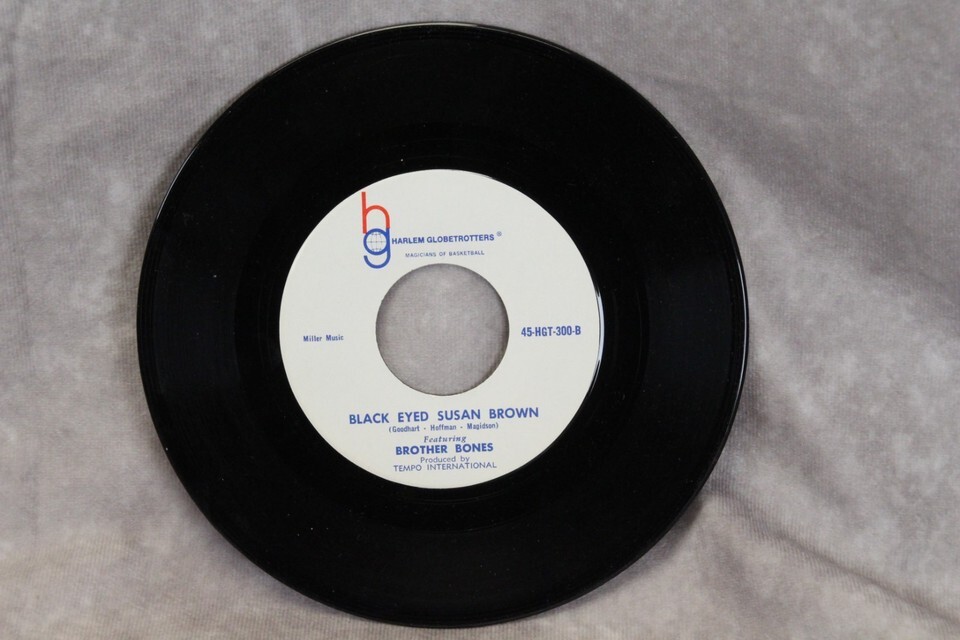 hg HARLEM GLOBETROTTERS ®
MAGICIANS OF BASKETBALL
Miller Music
45-HGT-300-B
BLACK EYED SUSAN BROWN
(Goodhart - Hoffman - Magidson)
Featuring
BROTHER BONES
Produced by
TEMPO INTERNATIONAL